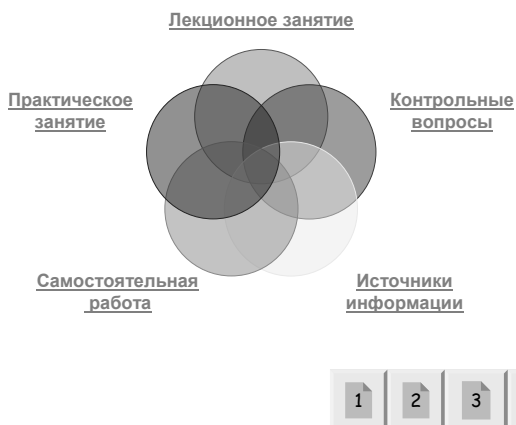 Лекционное занятие
Практическое
занятие
Контрольные
вопросы
Самостоятельная
работа
Источники
информации
1 2 3